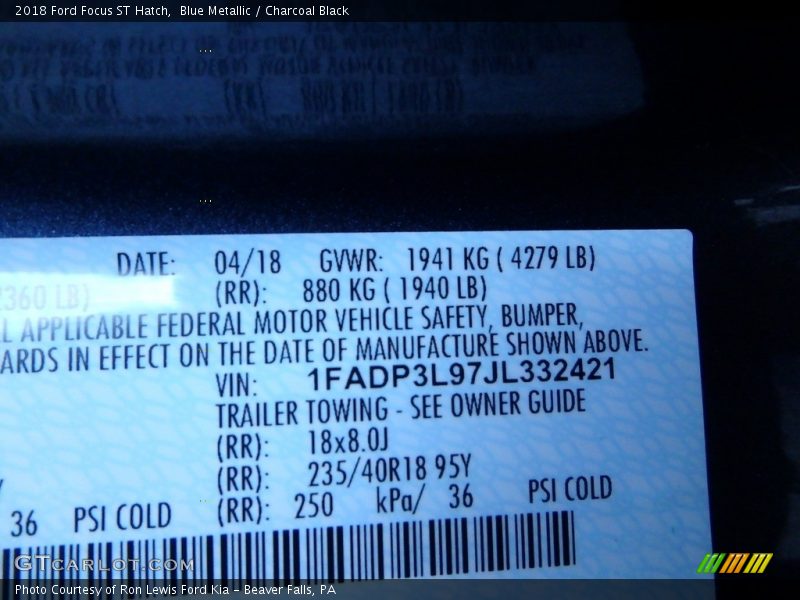 2018 Ford Focus ST Hatch,  Blue Metallic / Charcoal Black
DATE: 04/18 GVWR: 1941 KG ( 4279 LB)
2360 LB) (RR): 880 KG ( 1940 LB)
L APPLICABLE FEDERAL MOTOR VEHICLE SAFETY, BUMPER,
ARDS IN EFFECT ON THE DATE OF MANUFACTURE SHOWN ABOVE.
VIN: 1FADP3L97JL332421
TRAILER TOWING - SEE OWNER GUIDE
(RR): 18x8.0J
(RR): 235/40R18 95Y
36 PSI COLD (RR): 250 kPa/ 36 PSI COLD
GTcarlot.com
Photo Courtesy of Ron Lewis Ford Kia – Beaver Falls, PA